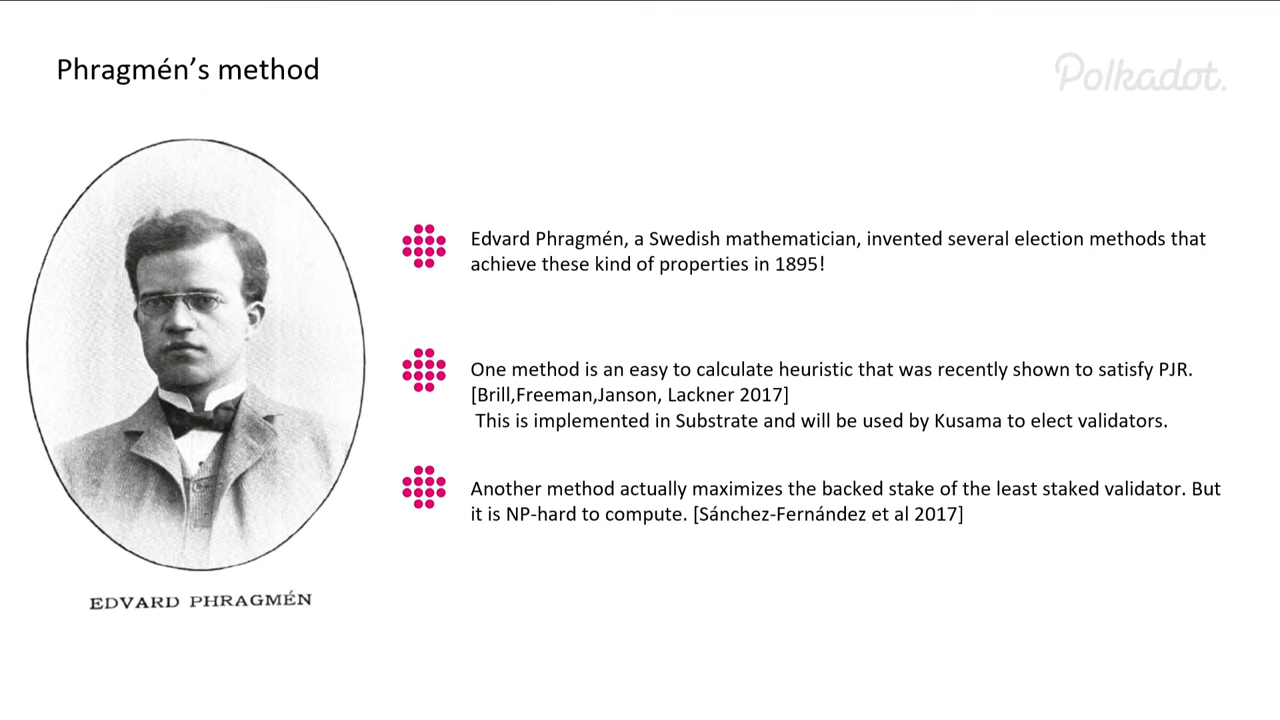 Phragmén’s method
Polkadot.
Edvard Phragmén, a Swedish mathematician, invented several election methods that
achieve these kind of properties in 1895!
One method is an easy to calculate heuristic that was recently shown to satisfy PJR.
[Brill,Freeman,Janson, Lackner 2017]
This is implemented in Substrate and will be used by Kusama to elect validators.
Another method actually maximizes the backed stake of the least staked validator. But
it is NP-hard to compute. [Sánchez-Fernández et al 2017]
EDVARD PHRAGMÉN